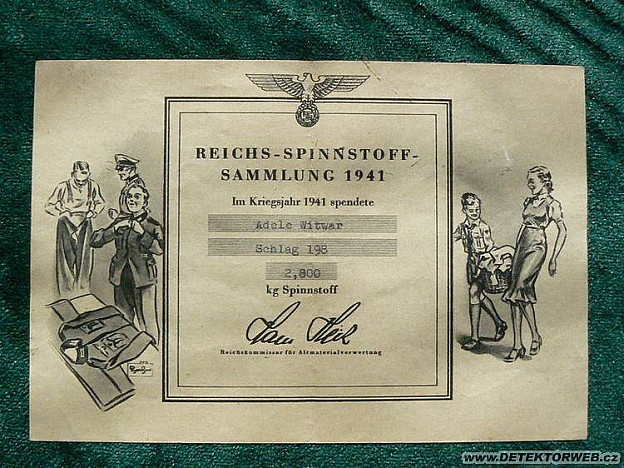 REICHS-SPINNSTOFF-
SAMMLUNG 1941
Im Kriegsjahr 1941 spendete
Adele Witwar
Schlag 198
2,800
kg Spinnstoff
Reichskommissar für Altmaterialverwertung
www.DETEKTORWEB.cz